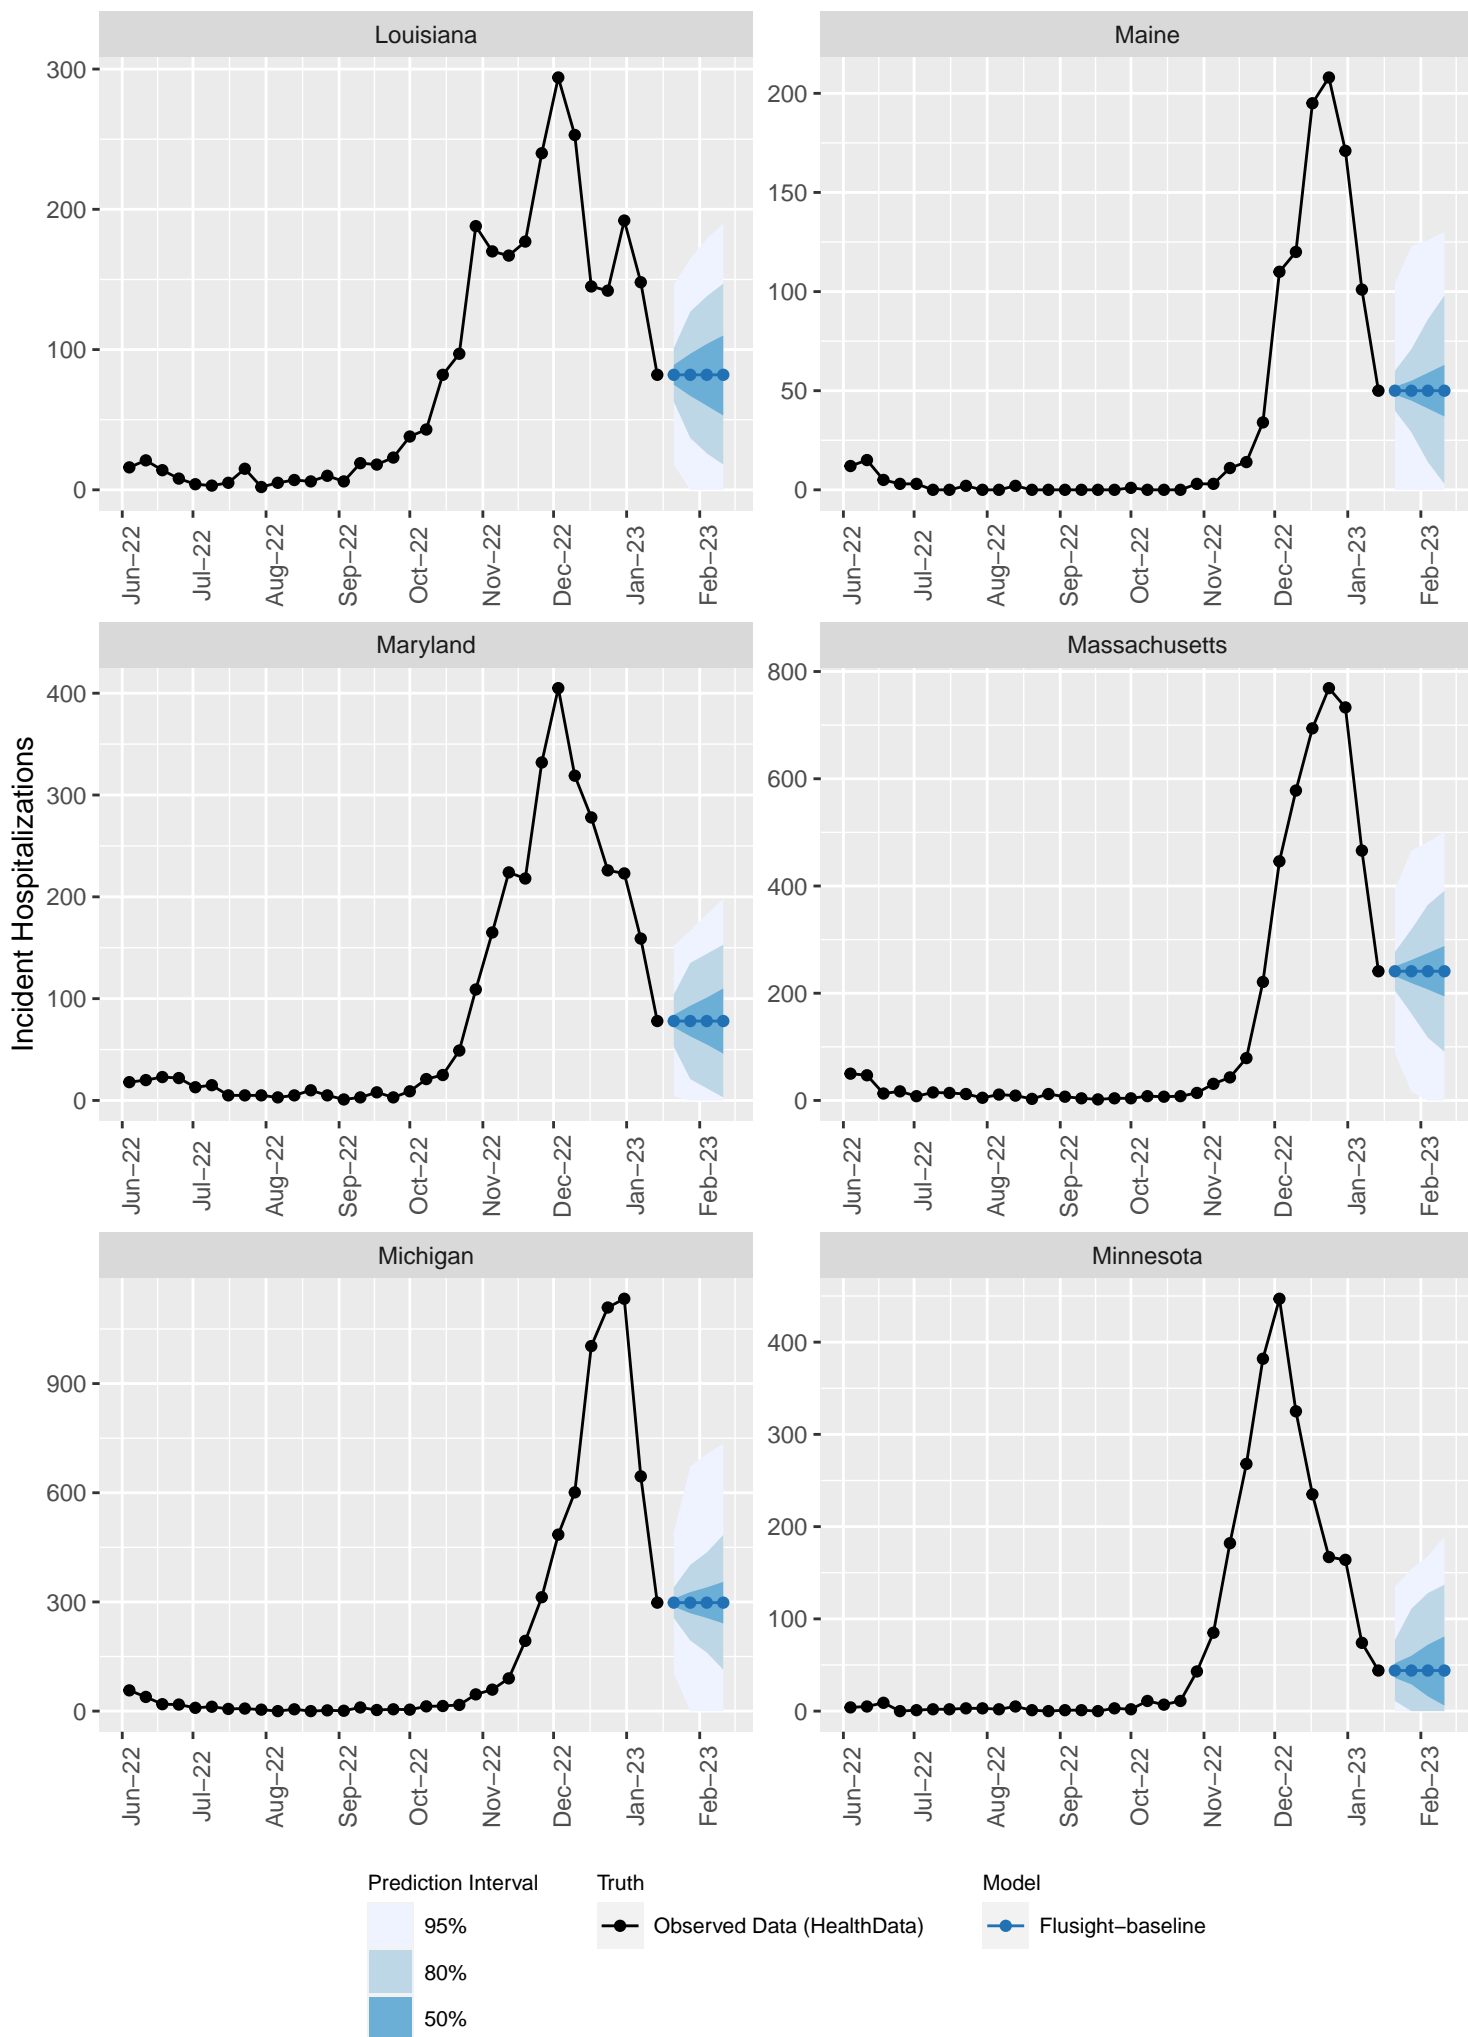 Louisiana
Maine
300
200
100
0
200
150
100
50
0
Jun−22
Jul−22
Aug−22
Sep−22
Oct−22
Nov−22
Dec−22
Jan−23
Feb−23
Jun−22
Jul−22
Aug−22
Sep−22
Oct−22
Nov−22
Dec−22
Jan−23
Feb−23
Incident Hospitalizations
Maryland
Massachusetts
400
300
200
100
0
800
600
400
200
0
Jun−22
Jul−22
Aug−22
Sep−22
Oct−22
Nov−22
Dec−22
Jan−23
Feb−23
Jun−22
Jul−22
Aug−22
Sep−22
Oct−22
Nov−22
Dec−22
Jan−23
Feb−23
Michigan
Minnesota
900
600
300
0
400
300
200
100
0
Jun−22
Jul−22
Aug−22
Sep−22
Oct−22
Nov−22
Dec−22
Jan−23
Feb−23
Jun−22
Jul−22
Aug−22
Sep−22
Oct−22
Nov−22
Dec−22
Jan−23
Feb−23
Prediction Interval
95%
80%
50%
Truth
Observed Data (HealthData)
Model
Flusight−baseline